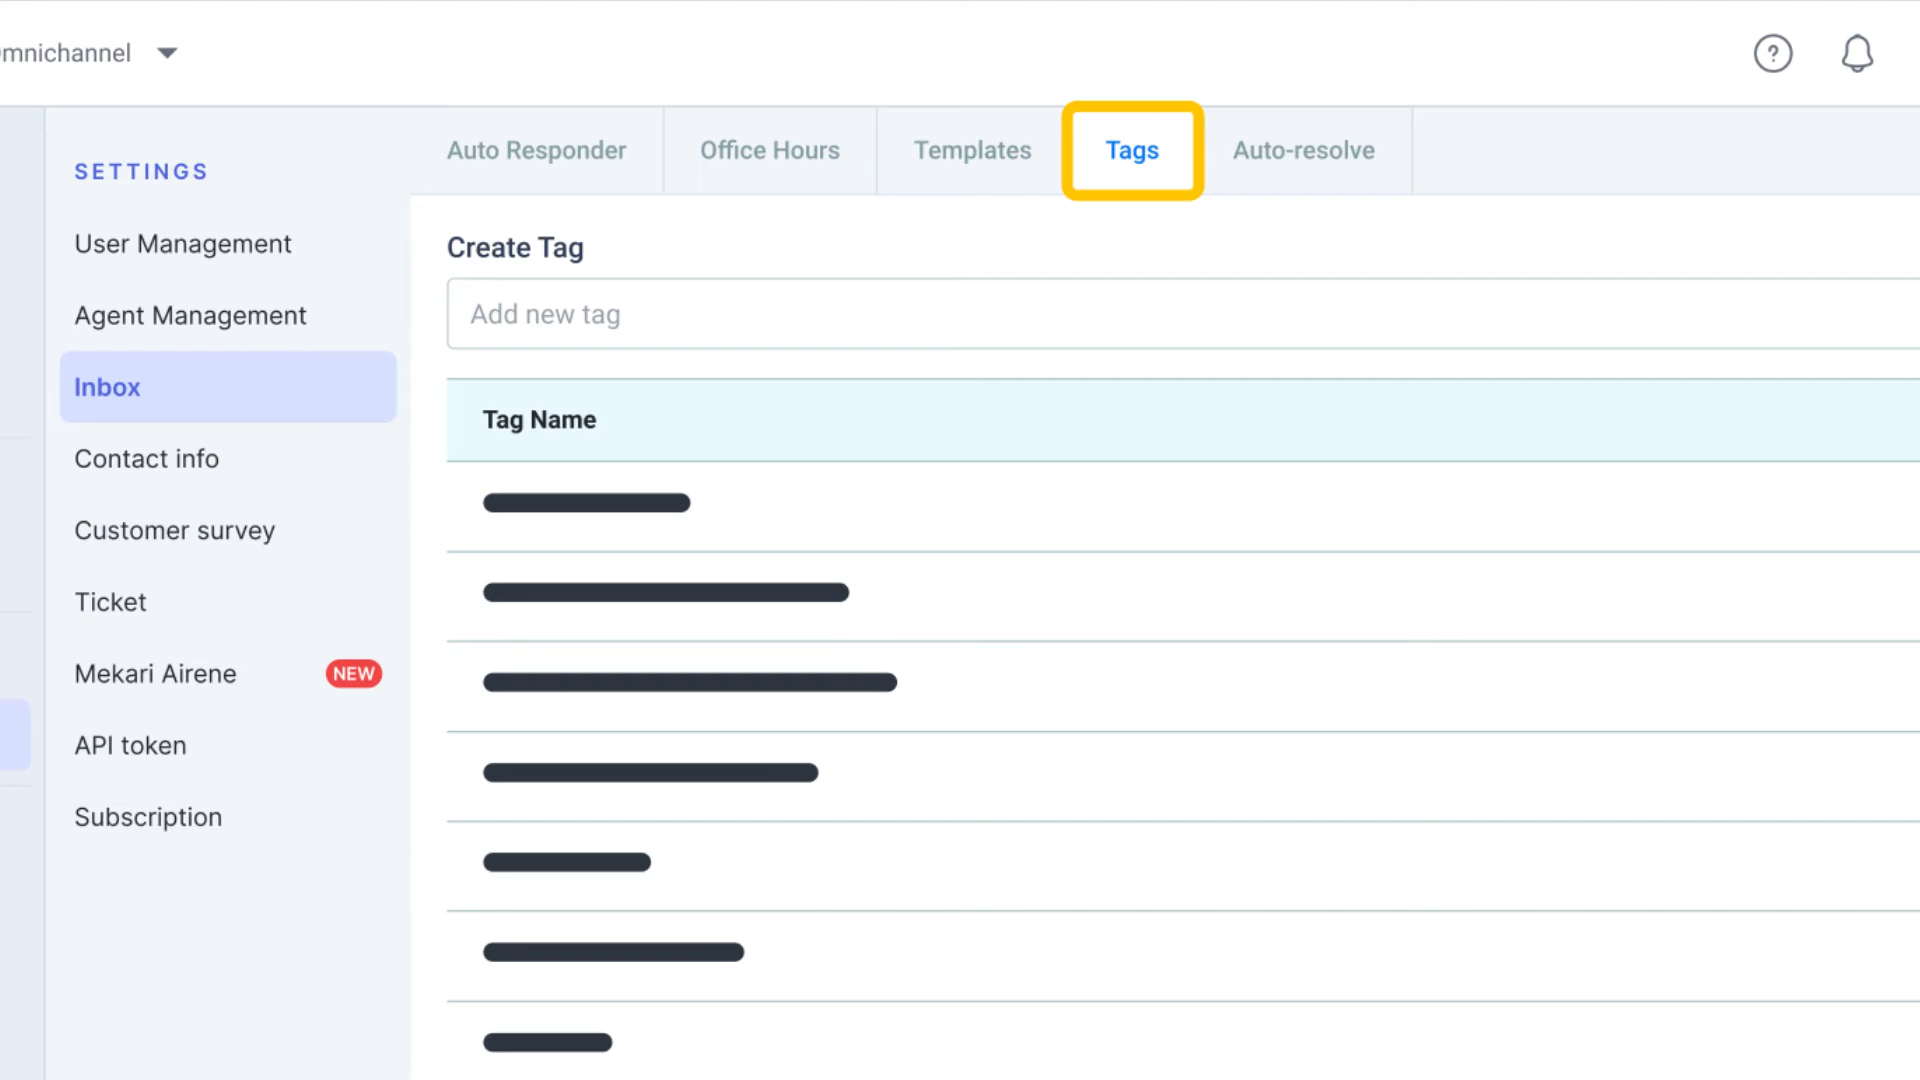 mnichannel
?
SETTINGS
User Management
Agent Management
Inbox
Contact info
Customer survey
Ticket
Mekari Airene NEW
API token
Subscription
Auto Responder Office Hours Templates Tags Auto-resolve
Create Tag
Add new tag
Tag Name